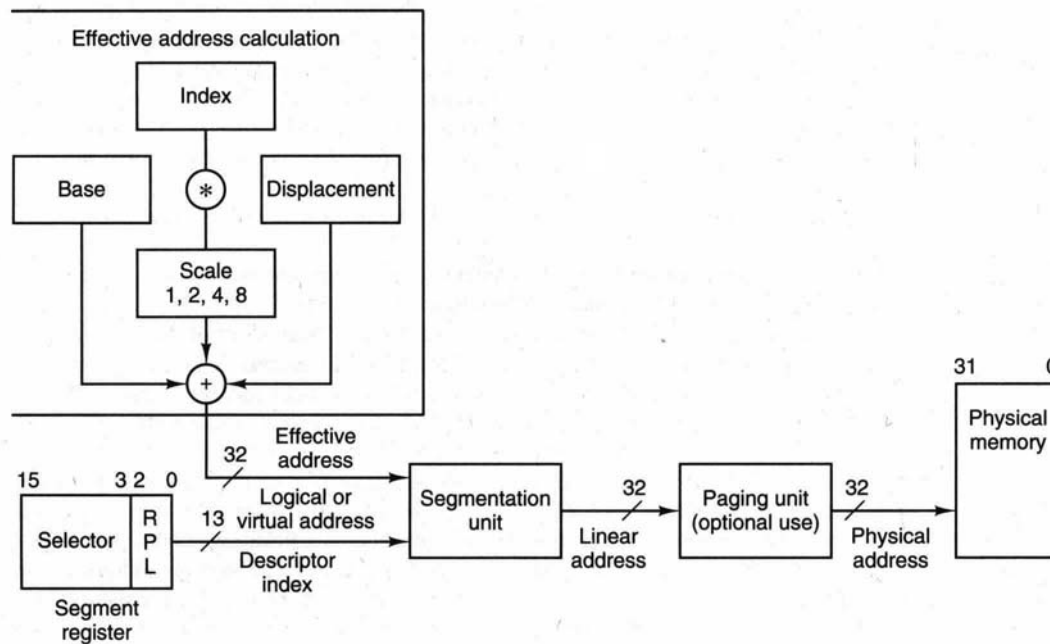 Effective address calculation
Index
Base
*
Displacement
Scale
1, 2, 4, 8
+
32
Effective
address
Logical or
virtual address
15 3 2 0
Selector
R
P
L
Segment
register
13
Descriptor
index
Segmentation
unit
32
Linear
address
Paging unit
(optional use)
32
Physical
address
31 0
Physical
memory